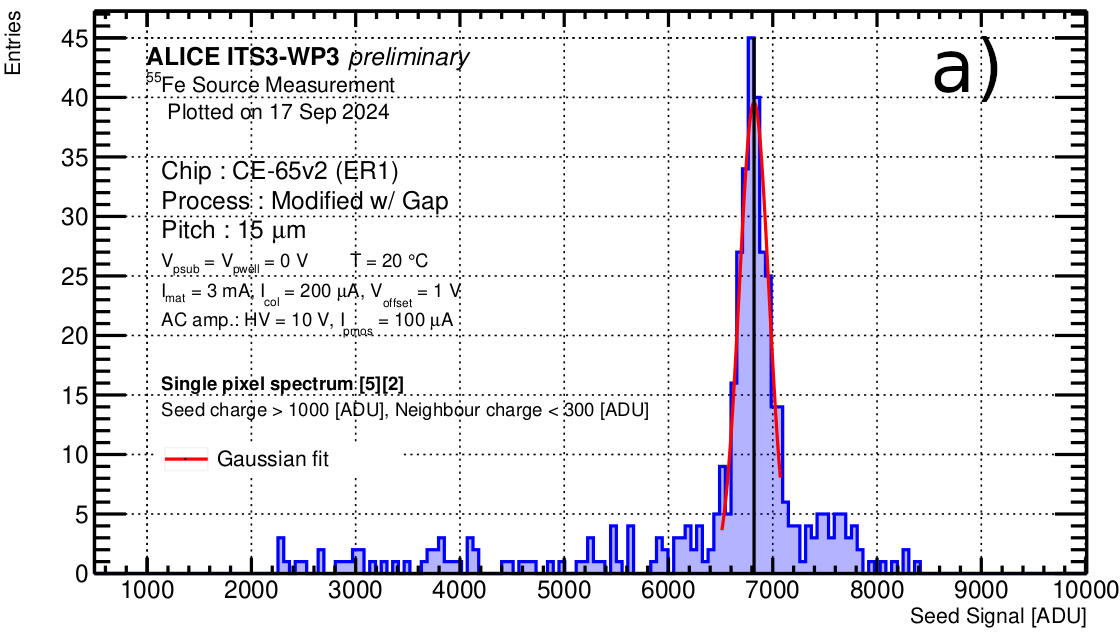 Entries
a)
ALICE ITS3-WP3 preliminary
55Fe Source Measurement
Plotted on 17 Sep 2024
Chip : CE-65v2 (ER1)
Process : Modified w/ Gap
Pitch : 15 μm
Vpsub = Vpwell = 0 V T = 20 °C
Imat = 3 mA, Icol = 200 μA, Voffset = 1 V
AC amp.: HV = 10 V, Ipmos = 100 μA
Single pixel spectrum [5][2]
Seed charge > 1000 [ADU], Neighbour charge < 300 [ADU]
Gaussian fit
45
40
35
30
25
20
15
10
5
0
1000 2000 3000 4000 5000 6000 7000 8000 9000 10000
Seed Signal [ADU]